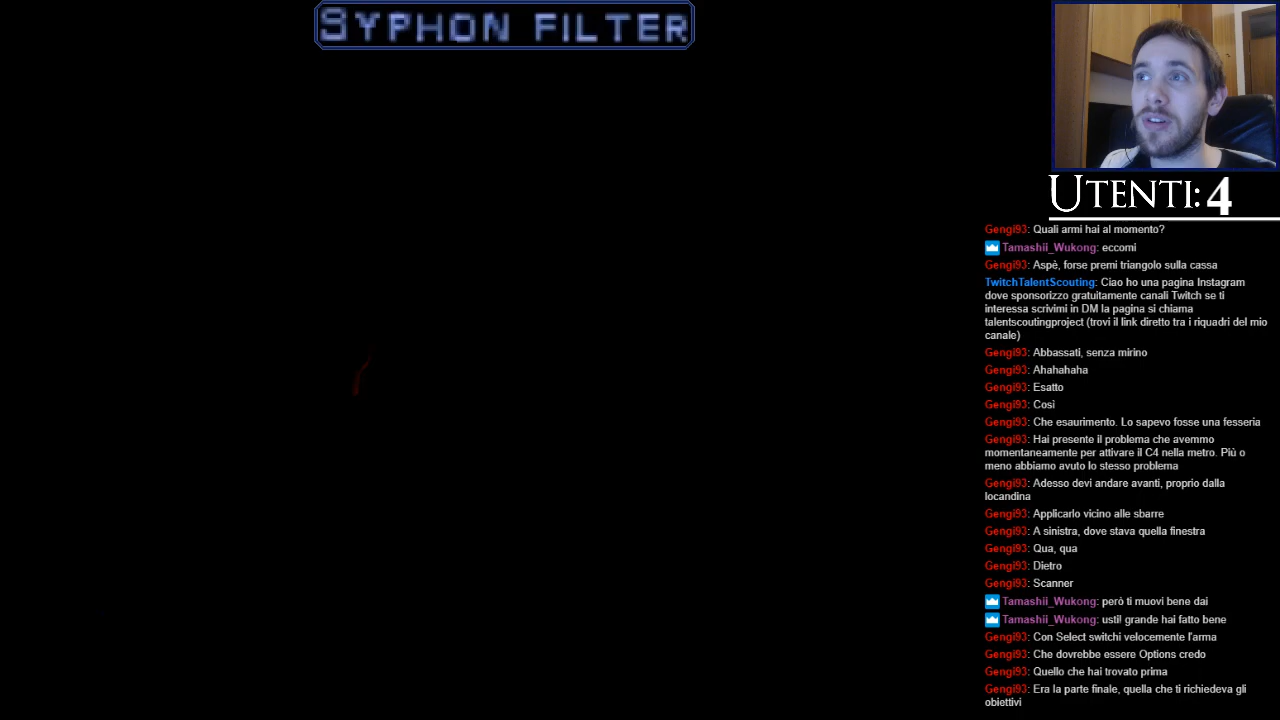 SYPHON FILTER
UTENTI: 4
Gengi93: Quali armi hai al momento?
Tamashii_Wukong: eccomi
Gengi93: Aspè, forse premi triangolo sulla cassa
TwitchTalentScouting: Ciao ho una pagina Instagram
dove sponsorizzo gratuitamente canali Twitch se ti
interessa scrivimi in DM la pagina si chiama
talentscoutingproject (trovi il link diretto tra i riquadri del mio
canale)
Gengi93: Abbassati, senza mirino
Gengi93: Ahahahaha
Gengi93: Esatto
Gengi93: Così
Gengi93: Che esaurimento. Lo sapevo fosse una fesseria
Gengi93: Hai presente il problema che avemmo
momentaneamente per attivare il C4 nella metro. Più o
meno abbiamo avuto lo stesso problema
Gengi93: Adesso devi andare avanti, proprio dalla
locandina
Gengi93: Applicarlo vicino alle sbarre
Gengi93: A sinistra, dove stava quella finestra
Gengi93: Qua, qua
Gengi93: Dietro
Gengi93: Scanner
Tamashii_Wukong: però ti muovi bene dai
Tamashii_Wukong: usti! grande hai fatto bene
Gengi93: Con Select switchi velocemente l'arma
Gengi93: Che dovrebbe essere Options credo
Gengi93: Quello che hai trovato prima
Gengi93: Era la parte finale, quella che ti richiedeva gli
obiettivi